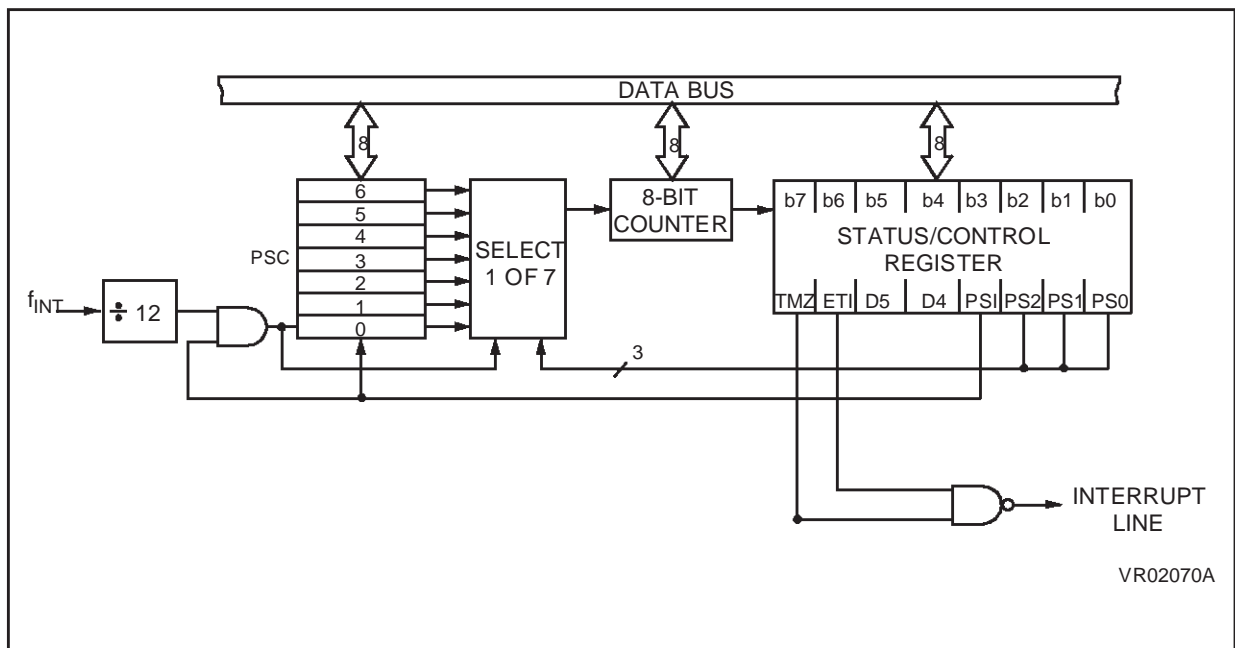 DATA BUS
8
8
8
6
5
4
3
2
1
0
PSC
SELECT
1 OF 7
8-BIT
COUNTER
b7 b6 b5 b4 b3 b2 b1 b0
STATUS/CONTROL
REGISTER
TMZ ETI D5 D4 PSI PS2 PS1 PS0
fINT
÷ 12
3
INTERRUPT
LINE
VR02070A